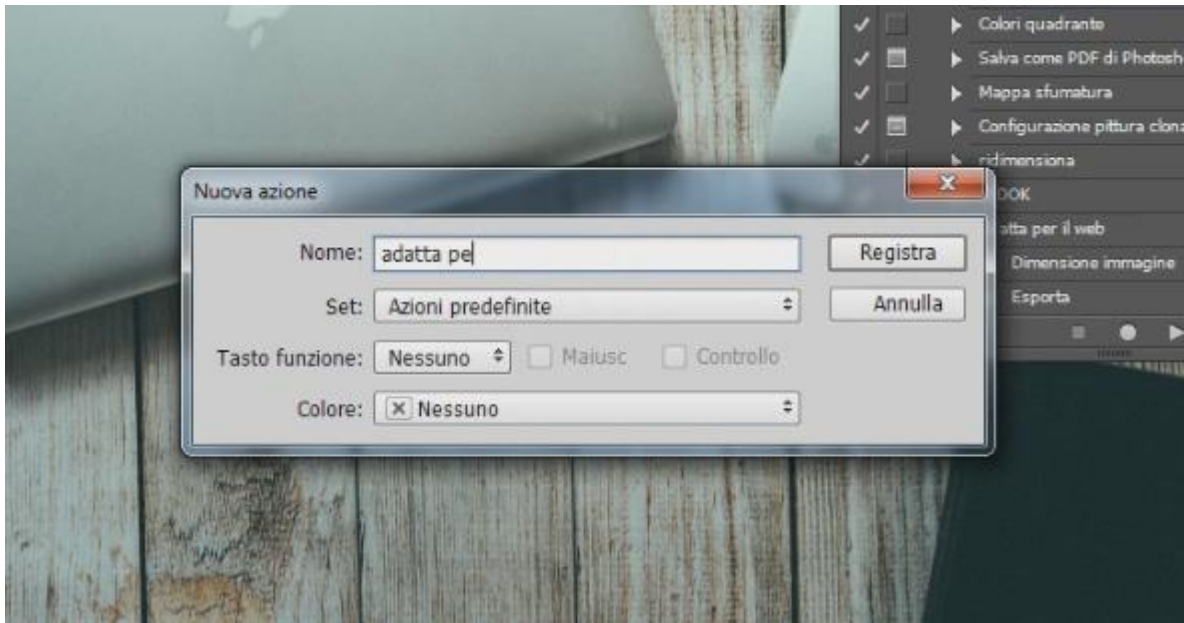 Colori quadrante
Salva come PDF di Photosh
Mappa sfumatura
Configurazione pittura clona
ridimensiona
OOK
atta per il web
Dimensione immagine
Esporta
Nuova azione
Nome: adatta pe
Registra
Set: Azioni predefinite
Annulla
Tasto funzione: Nessuno Maiusc Controllo
Colore: Nessuno